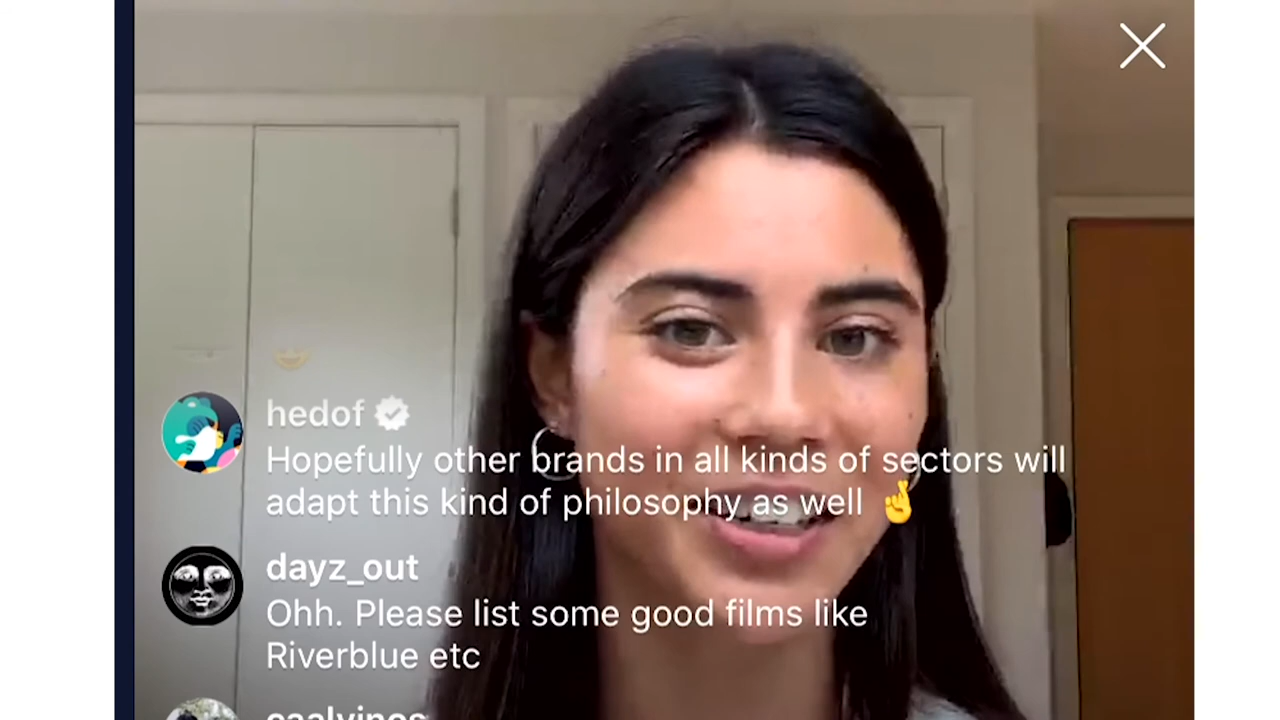 hedof
Hopefully other brands in all kinds of sectors will
adapt this kind of philosophy as well 🤞
dayz_out
Ohh. Please list some good films like
Riverblue etc